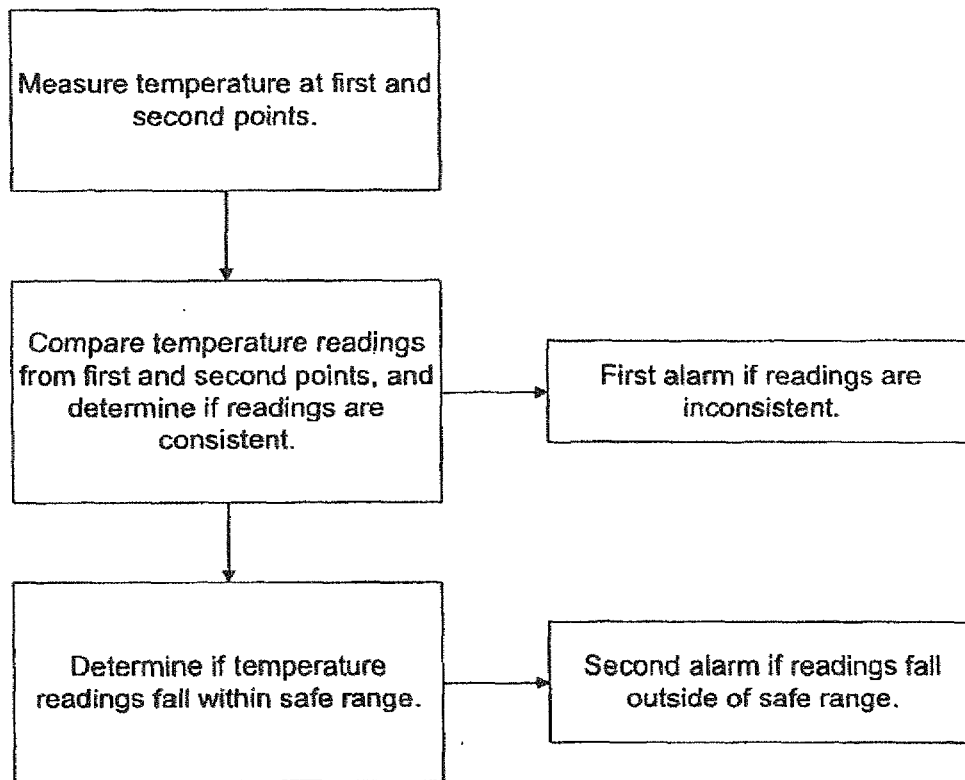 Measure temperature at first and
second points.
Compare temperature readings
from first and second points, and
determine if readings are
consistent.
First alarm if readings are
inconsistent.
Determine if temperature
readings fall within safe range.
Second alarm if readings fall
outside of safe range.